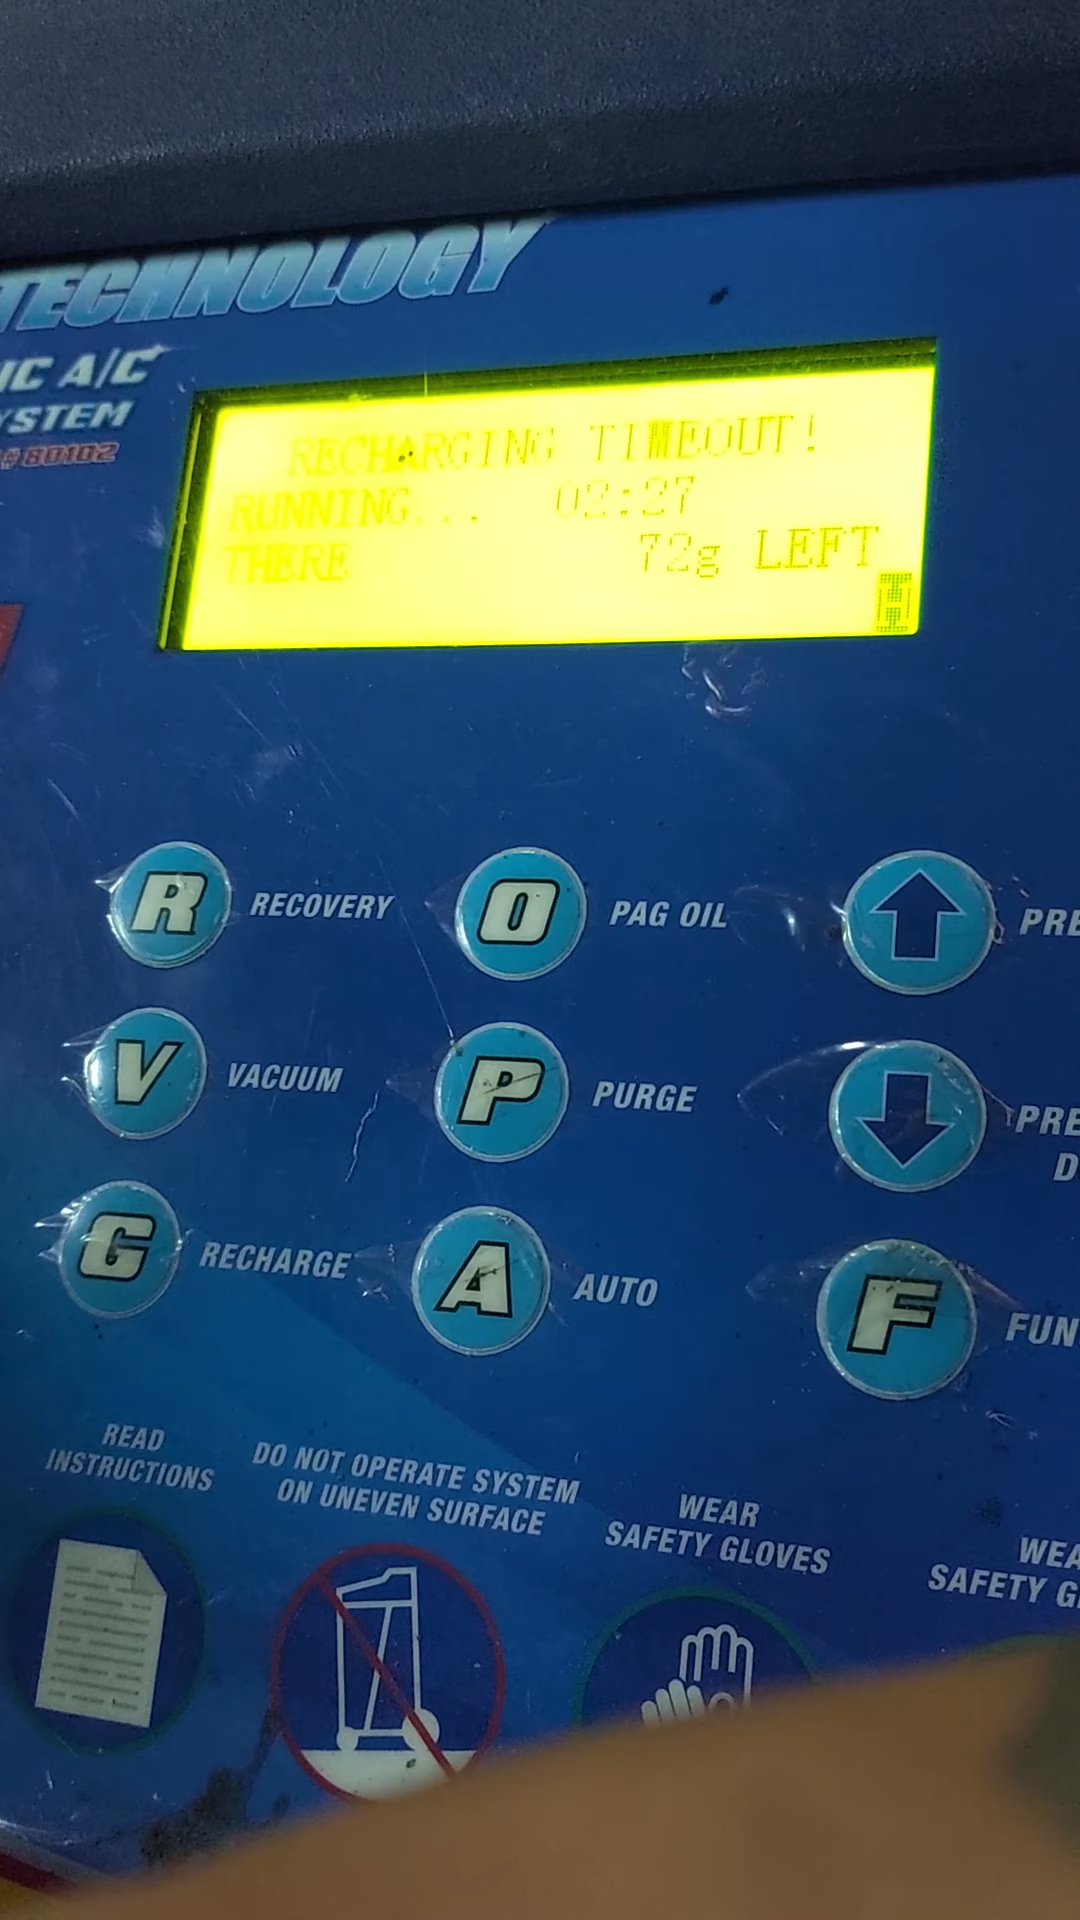 TECHNOLOGY
IC A/C
YSTEM
# 80102
RECHARGING TIMEOUT!
RUNNING... 02:27
THERE 72g LEFT
R RECOVERY
O PAG OIL
PRE
V VACUUM
P PURGE
PRE
D
G RECHARGE
A AUTO
F FUN
READ
INSTRUCTIONS
DO NOT OPERATE SYSTEM
ON UNEVEN SURFACE
WEAR
SAFETY GLOVES
WEA
SAFETY G